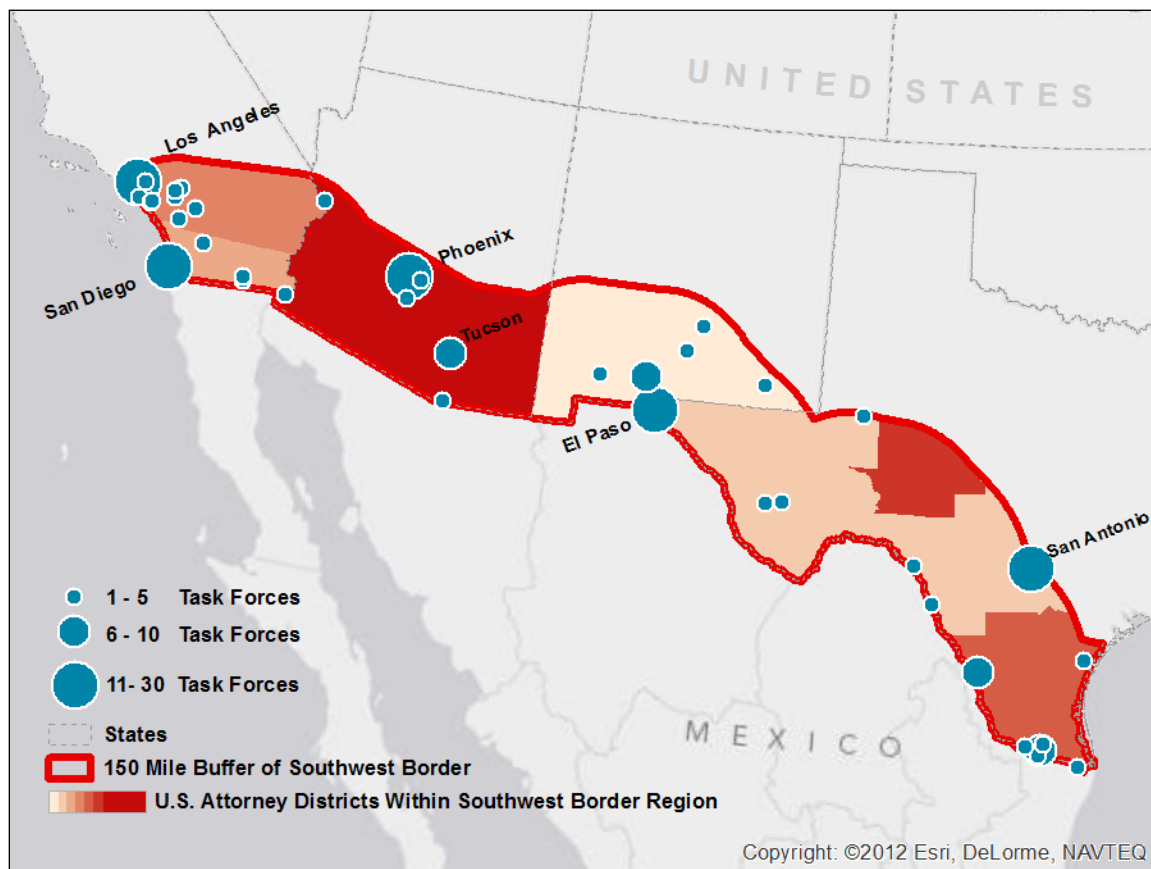 UNITED STATES
Los Angeles
Phoenix
San Diego
Tucson
El Paso
San Antonio
1 - 5 Task Forces
6 - 10 Task Forces
11- 30 Task Forces
States
150 Mile Buffer of Southwest Border
U.S. Attorney Districts Within Southwest Border Region
MEXICO
Copyright: ©2012 Esri, DeLorme, NAVTEQ